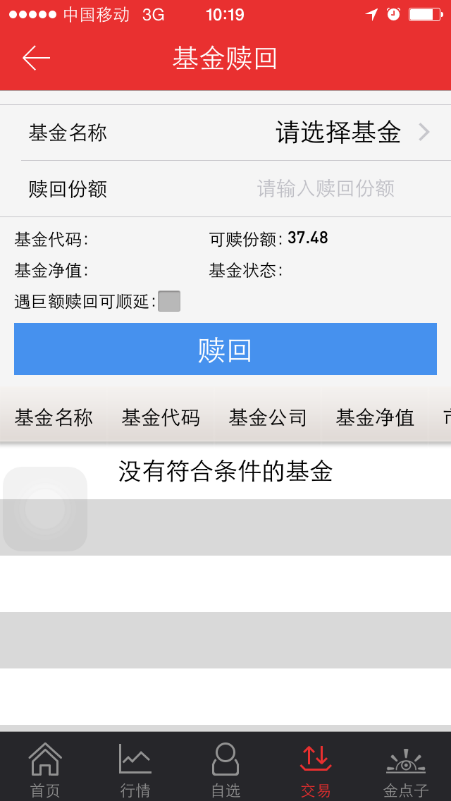 中国移动 3G 10:19
基金赎回
基金名称 请选择基金
赎回份额 请输入赎回份额
基金代码: 可赎份额: 37.48
基金净值: 基金状态:
遇巨额赎回可顺延:
赎回
基金名称 基金代码 基金公司 基金净值
没有符合条件的基金
首页 行情 自选 交易 金点子